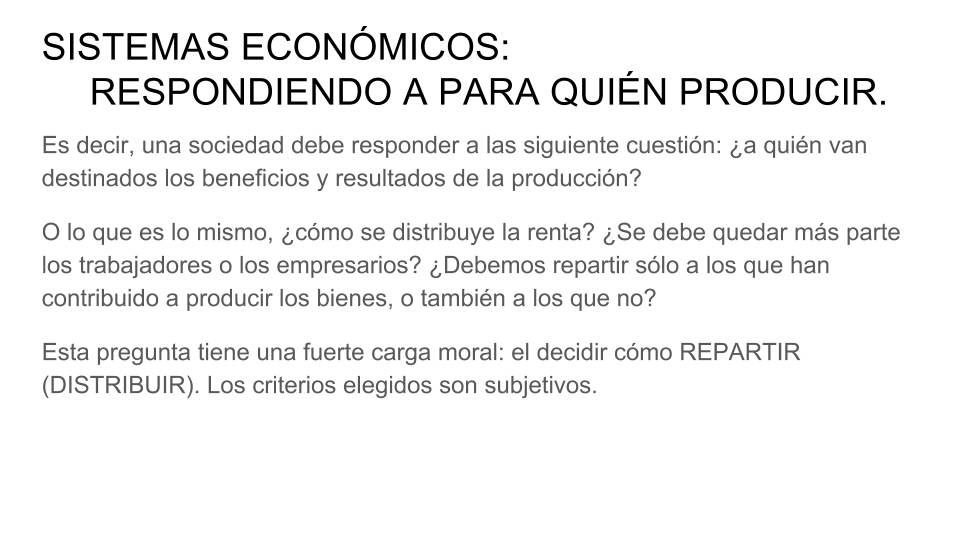 SISTEMAS ECONÓMICOS:
RESPONDIENDO A PARA QUIÉN PRODUCIR.
Es decir, una sociedad debe responder a las siguiente cuestión: ¿a quién van
destinados los beneficios y resultados de la producción?
O lo que es lo mismo, ¿cómo se distribuye la renta? ¿Se debe quedar más parte
los trabajadores o los empresarios? ¿Debemos repartir sólo a los que han
contribuido a producir los bienes, o también a los que no?
Esta pregunta tiene una fuerte carga moral: el decidir cómo REPARTIR
(DISTRIBUIR). Los criterios elegidos son subjetivos.